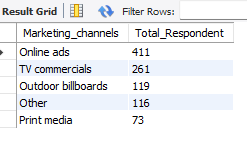 Result Grid Filter Rows:
Marketing_channels Total_Respondent
Online ads 411
TV commercials 261
Outdoor billboards 119
Other 116
Print media 73